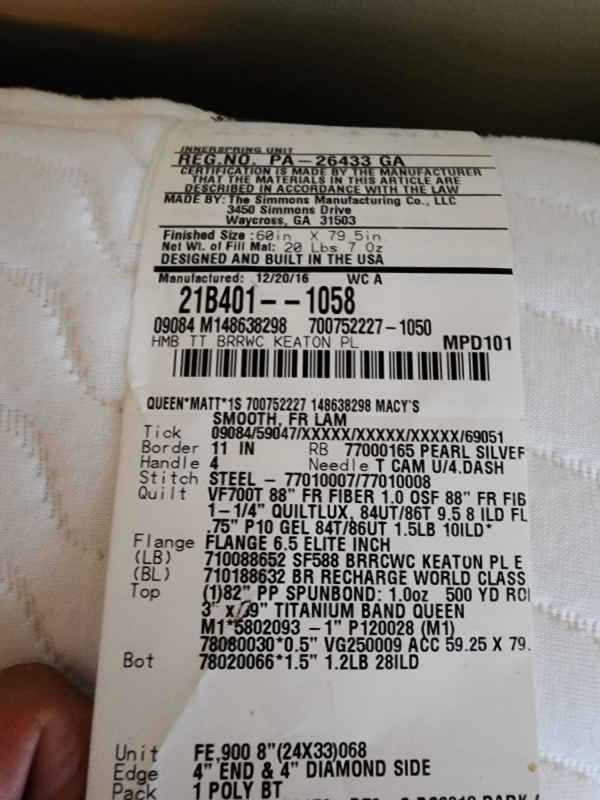 INNERSPRING UNIT
REG.NO. PA-26433 GA
CERTIFICATION IS MADE BY THE MANUFACTURER
THAT THE MATERIALS IN THIS ARTICLE ARE
DESCRIBED IN ACCORDANCE WITH THE LAW
MADE BY: The Simmons Manufacturing Co., LLC
3450 Simmons Drive
Waycross, GA 31503
Finished Size :60in X 79.5in
Net Wt. of Fill Mat: 20 Lbs 7 Oz
DESIGNED AND BUILT IN THE USA
Manufactured: 12/20/16 WC A
21B401--1058
09084 M148638298 700752227-1050
HMB TT BRRWC KEATON PL MPD101
QUEEN*MATT*1S 700752227 148638298 MACY'S
SMOOTH, FR LAM
Tick 09084/59047/XXXXX/XXXXX/XXXXX/69051
Border 11 IN RB 77000165 PEARL SILVER
Handle 4 Needle T CAM U/4.DASH
Stitch STEEL - 77010007/77010008
Quilt VF700T 88" FR FIBER 1.0 OSF 88" FR FIB
1-1/4" QUILTLUX, 84UT/86T 9.5 8 ILD FL
.75" P10 GEL 84T/86UT 1.5LB 10ILD*
Flange FLANGE 6.5 ELITE INCH
(LB) 710088652 SF588 BRRCWC KEATON PL E
(BL) 710188632 BR RECHARGE WORLD CLASS
Top (1)82" PP SPUNBOND: 1.0oz 500 YD
3" TITANIUM BAND QUEEN
M1*5802093 -1" P120028 (M1)
78080030*0.5" VG250009 ACC 59.25 X 79.
Bot 78020066*1.5" 1.2LB 28ILD
Unit FE,900 8"(24X33)068
Edge 4" END & 4" DIAMOND SIDE
Pack 1 POLY BT